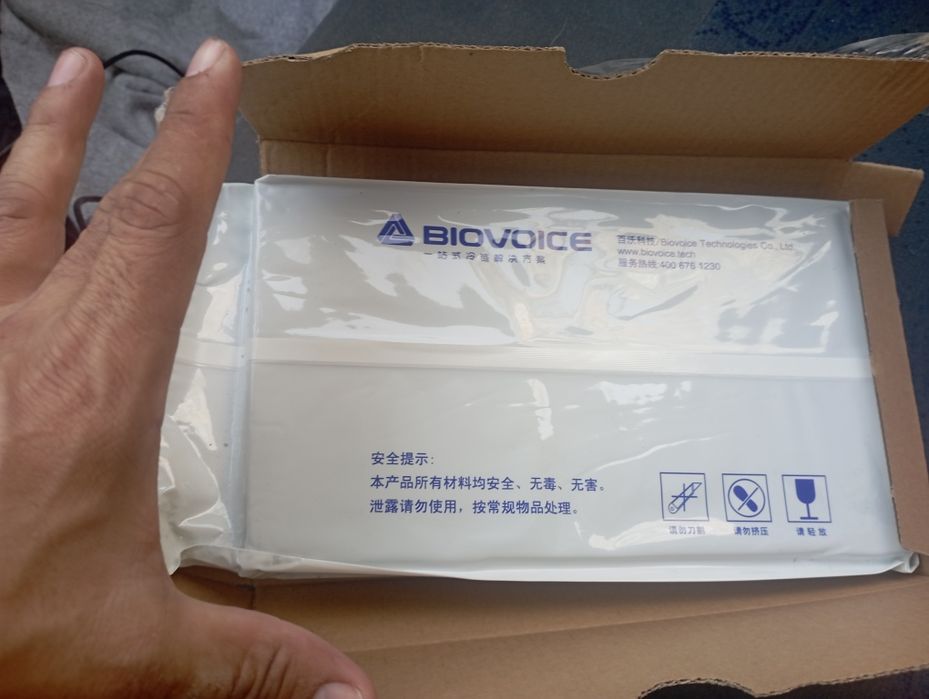 BIOVOICE
一站式冷链解决方案
百沃科技/Biovoice Technologies Co., Ltd.
www.biovoice.tech
服务热线:400 676 1230
安全提示:
本产品所有材料均安全、无毒、无害。
泄露请勿使用，按常规物品处理。
请勿刀割
请勿挤压
请轻放